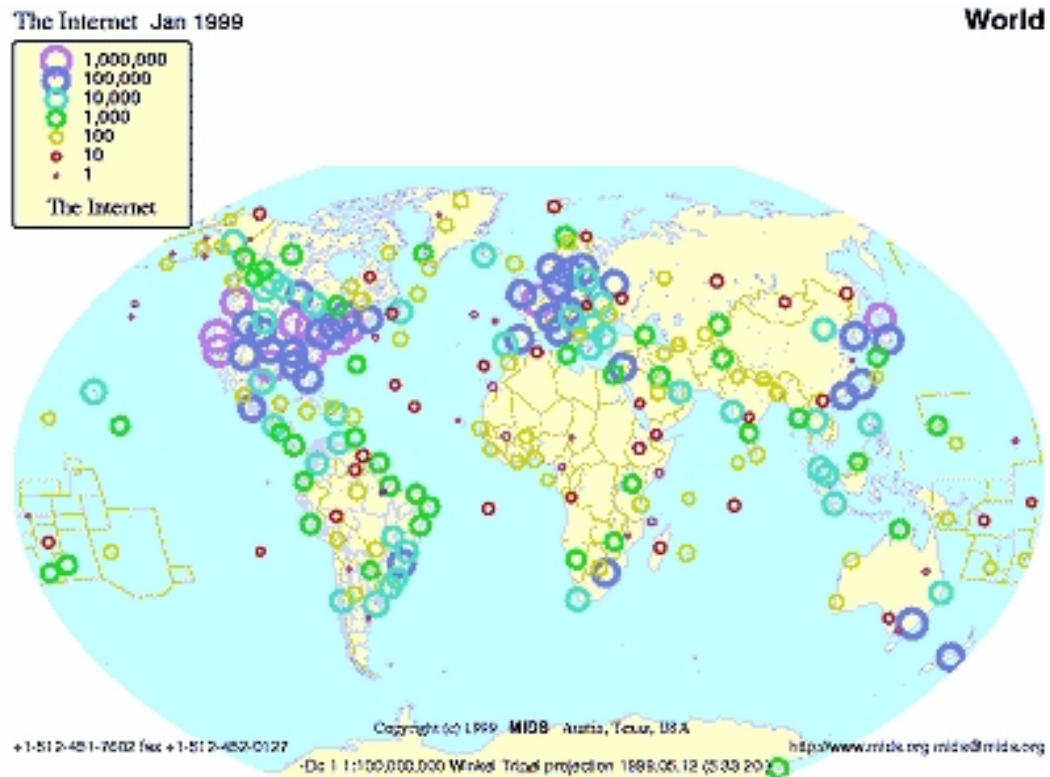 The Internet Jan 1999
World
1,000,000
100,000
10,000
1,000
100
10
1
The Internet
Copyright (c) 1999 MIDS Austin, Texas, USA
+1-512-451-7602 fax +1-512-452-0127
http://www.mids.org mids@mids.org
1:100,000,000 Winkel Tripel projection 1999.05.12